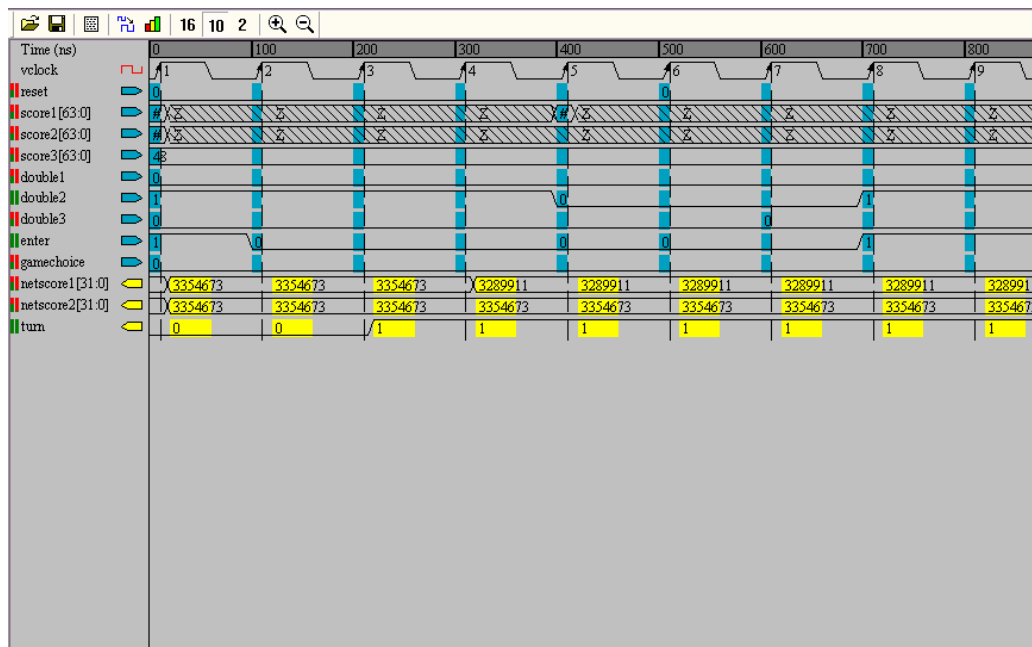 16 10 2
Time (ns) 0 100 200 300 400 500 600 700 800
vclock 1 2 3 4 5 6 7 8 9
reset 0 0
score1[63:0] # Z Z Z Z # Z Z Z Z Z
score2[63:0] # Z Z Z Z Z Z Z Z Z
score3[63:0] 48
double1 0
double2 1 0 1
double3 0 0
enter 1 0 0 0 1
gamechoice 0
netscore1[31:0] 3354673 3354673 3354673 3289911 3289911 3289911 3289911 3289911 328991
netscore2[31:0] 3354673 3354673 3354673 3354673 3354673 3354673 3354673 3354673 335467
turn 0 0 1 1 1 1 1 1 1